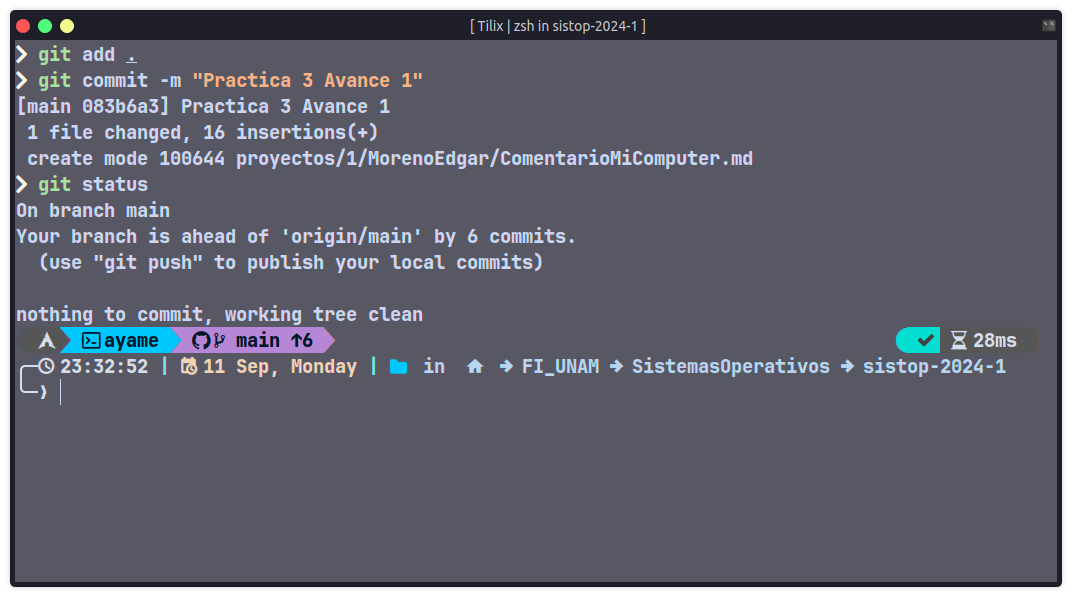 [ Tilix | zsh in sistop-2024-1 ]
❯ git add .
❯ git commit -m "Practica 3 Avance 1"
[main 083b6a3] Practica 3 Avance 1
 1 file changed, 16 insertions(+)
 create mode 100644 proyectos/1/MorenoEdgar/ComentarioMiComputer.md
❯ git status
On branch main
Your branch is ahead of 'origin/main' by 6 commits.
  (use "git push" to publish your local commits)
nothing to commit, working tree clean
ayame main ↑6 ✔ 28ms
23:32:52 | 11 Sep, Monday | in → FI_UNAM → SistemasOperativos → sistop-2024-1
❯